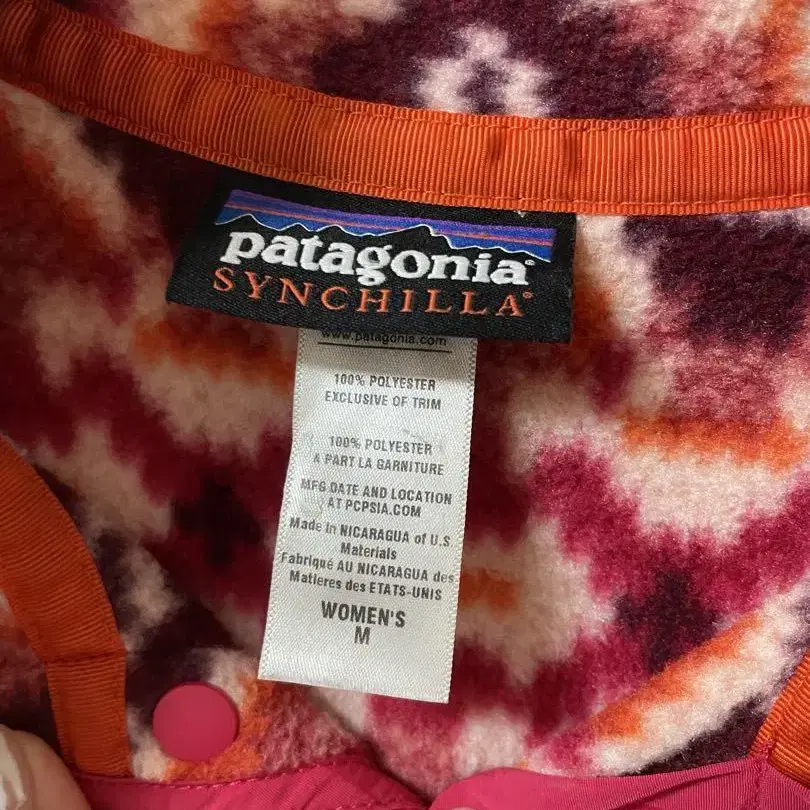 patagonia®
SYNCHILLA®
www.patagonia.com
100% POLYESTER
EXCLUSIVE OF TRIM
100% POLYESTER
A PART LA GARNITURE
MFG DATE AND LOCATION
AT PCPSIA.COM
Made in NICARAGUA of U.S.
Materials
Fabriqué AU NICARAGUA des
Matieres des ETATS-UNIS
WOMEN'S
M